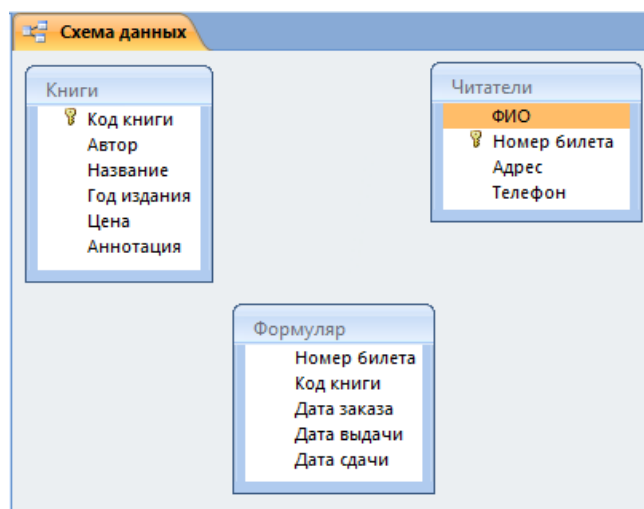 Схема данных
Книги
Код книги
Автор
Название
Год издания
Цена
Аннотация
Читатели
ФИО
Номер билета
Адрес
Телефон
Формуляр
Номер билета
Код книги
Дата заказа
Дата выдачи
Дата сдачи